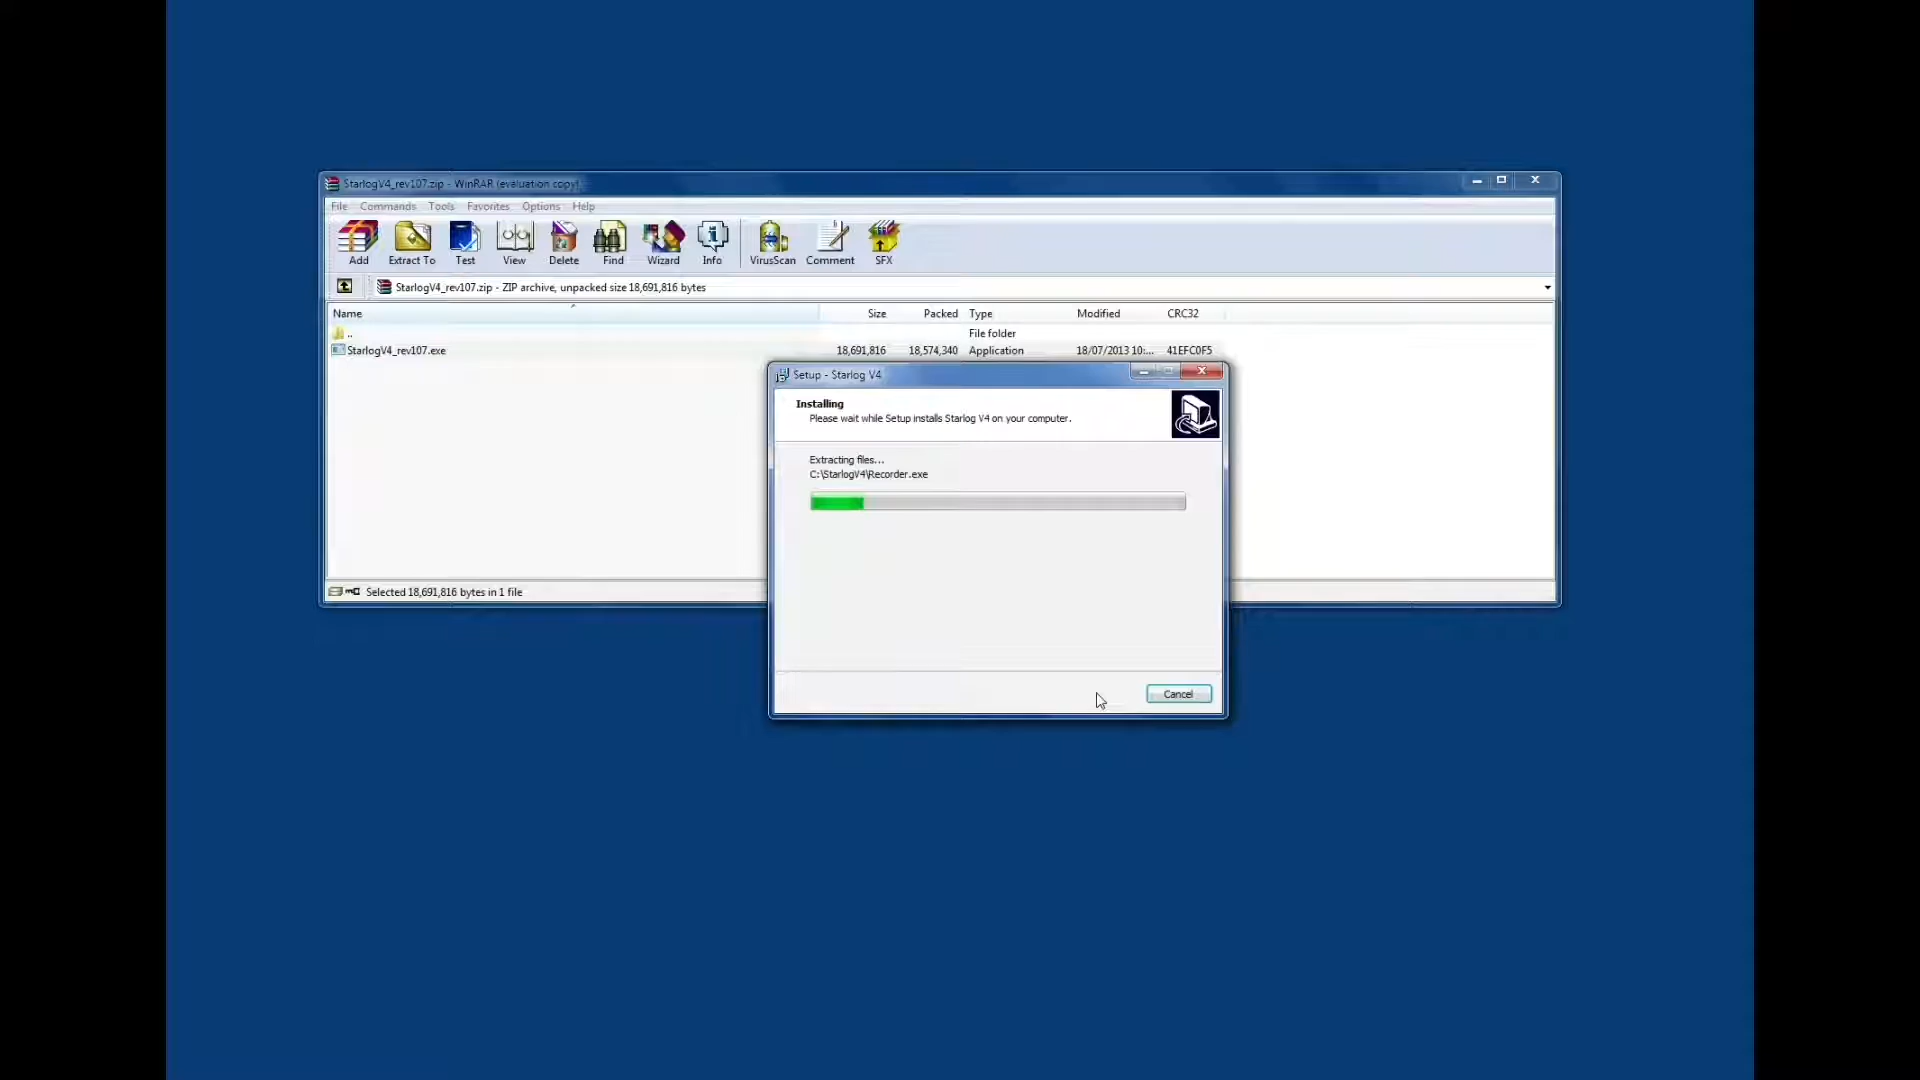 StarlogV4_rev107.zip - WinRAR (evaluation copy)
File Commands Tools Favorites Options Help
Add Extract To Test View Delete Find Wizard Info VirusScan Comment SFX
StarlogV4_rev107.zip - ZIP archive, unpacked size 18,691,816 bytes
Name Size Packed Type Modified CRC32
.. File folder
StarlogV4_rev107.exe 18,691,816 18,574,340 Application 18/07/2013 10:... 41EFC0F5
Setup - Starlog V4
Installing
Please wait while Setup installs Starlog V4 on your computer.
Extracting files...
C:\StarlogV4\Recorder.exe
Selected 18,691,816 bytes in 1 file
Cancel